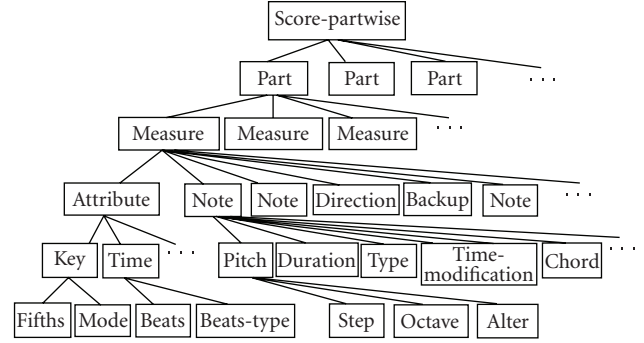 Score-partwise
Part Part Part . . .
Measure Measure Measure . . .
Attribute Note Note Direction Backup Note . . .
Key Time . . . Pitch Duration Type Time-
modification Chord . . .
Fifths Mode Beats Beats-type Step Octave Alter